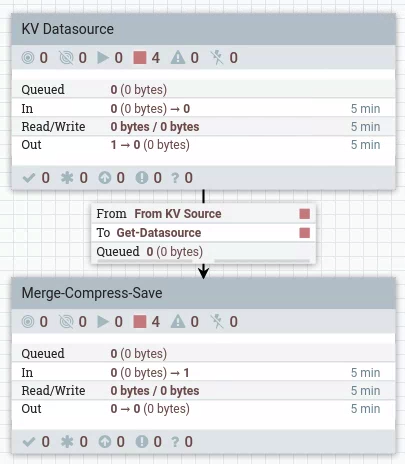 KV Datasource
0 0 0 4 0 0
Queued 0 (0 bytes)
In 0 (0 bytes) → 0 5 min
Read/Write 0 bytes / 0 bytes 5 min
Out 1 → 0 (0 bytes) 5 min
0 0 0 0 ? 0
From From KV Source
To Get-Datasource
Queued 0 (0 bytes)
Merge-Compress-Save
0 0 0 4 0 0
Queued 0 (0 bytes)
In 0 (0 bytes) → 1 5 min
Read/Write 0 bytes / 0 bytes 5 min
Out 0 → 0 (0 bytes) 5 min
0 0 0 0 ? 0